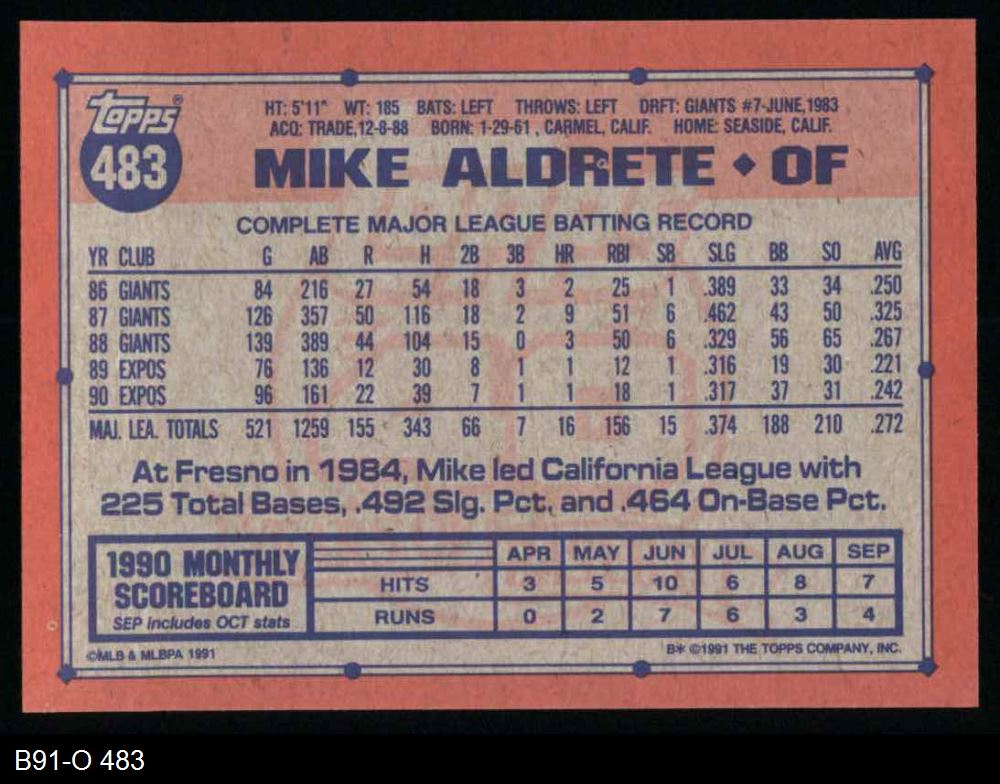 Topps®
483
HT: 5'11" WT: 185 BATS: LEFT THROWS: LEFT DRFT: GIANTS #7-JUNE,1983
ACQ: TRADE,12-8-88 BORN: 1-29-61, CARMEL, CALIF. HOME: SEASIDE, CALIF.
MIKE ALDRETE ◆ OF
COMPLETE MAJOR LEAGUE BATTING RECORD
YR CLUB G AB R H 2B 3B HR RBI SB SLG BB SO AVG
86 GIANTS 84 216 27 54 18 3 2 25 1 .389 33 34 .250
87 GIANTS 126 357 50 116 18 2 9 51 6 .462 43 50 .325
88 GIANTS 139 389 44 104 15 0 3 50 6 .329 56 65 .267
89 EXPOS 76 136 12 30 8 1 1 12 1 .316 19 30 .221
90 EXPOS 96 161 22 39 7 1 1 18 1 .317 37 31 .242
MAJ. LEA. TOTALS 521 1259 155 343 66 7 16 156 15 .374 188 210 .272
At Fresno in 1984, Mike led California League with
225 Total Bases, .492 Slg. Pct. and .464 On-Base Pct.
1990 MONTHLY
SCOREBOARD
SEP includes OCT stats
APR MAY JUN JUL AUG SEP
HITS 3 5 10 6 8 7
RUNS 0 2 7 6 3 4
©MLB & MLBPA 1991
B* ©1991 THE TOPPS COMPANY, INC.
B91-O 483